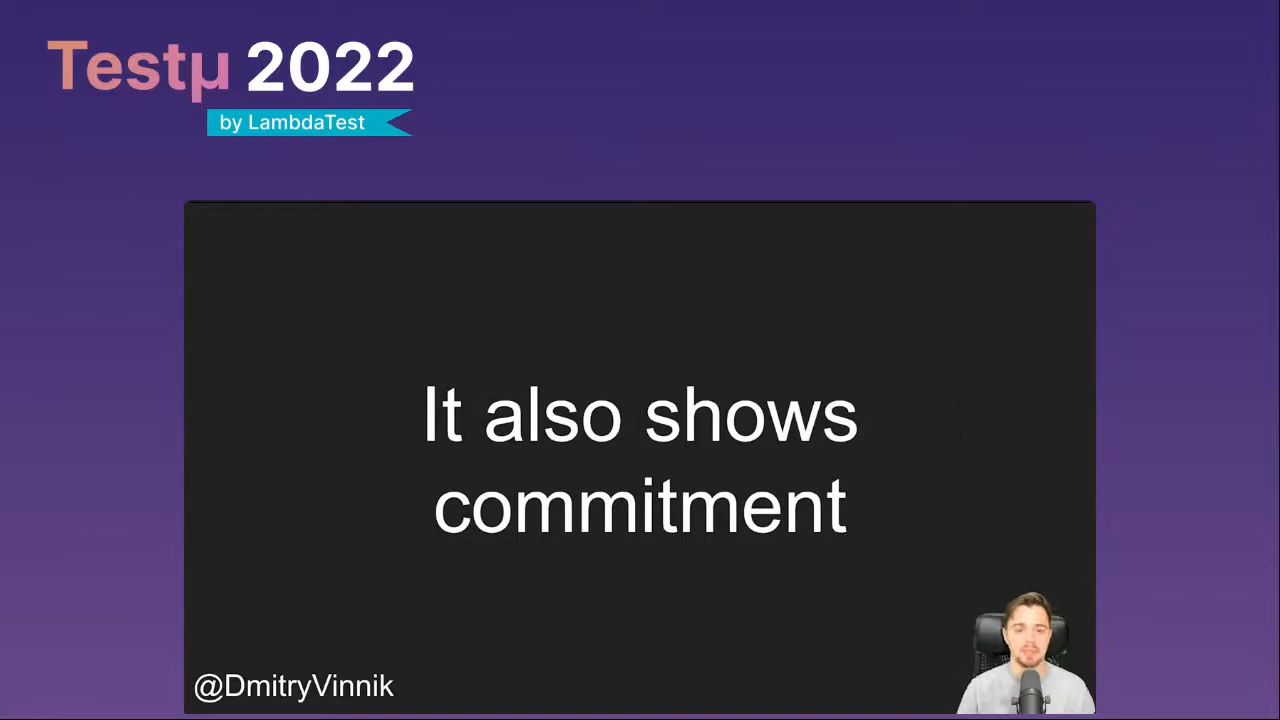 Testμ 2022
by LambdaTest
It also shows
commitment
@DmitryVinnik